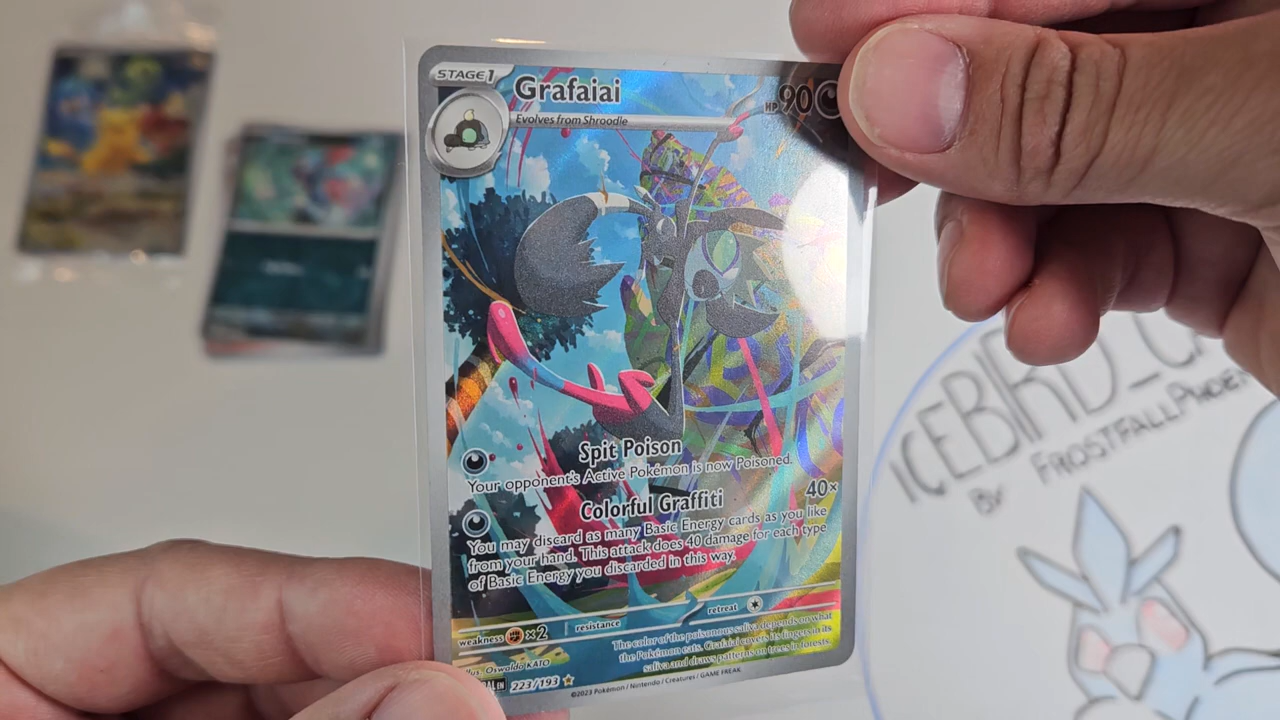 STAGE1
Grafaiai
HP 90
Evolves from Shroodle
Spit Poison
Your opponent's Active Pokémon is now Poisoned.
Colorful Graffiti 40×
You may discard as many Basic Energy cards as you like
from your hand. This attack does 40 damage for each type
of Basic Energy you discarded in this way.
weakness ×2 resistance retreat
The color of the poisonous saliva depends on what
the Pokémon eats. Grafaiai covers its fingers in its
saliva and draws patterns on trees in forests.
Oswaldo KATO
EN 223/193
©2023 Pokémon / Nintendo / Creatures / GAME FREAK
ICEBIRD_
BY FROSTFALL